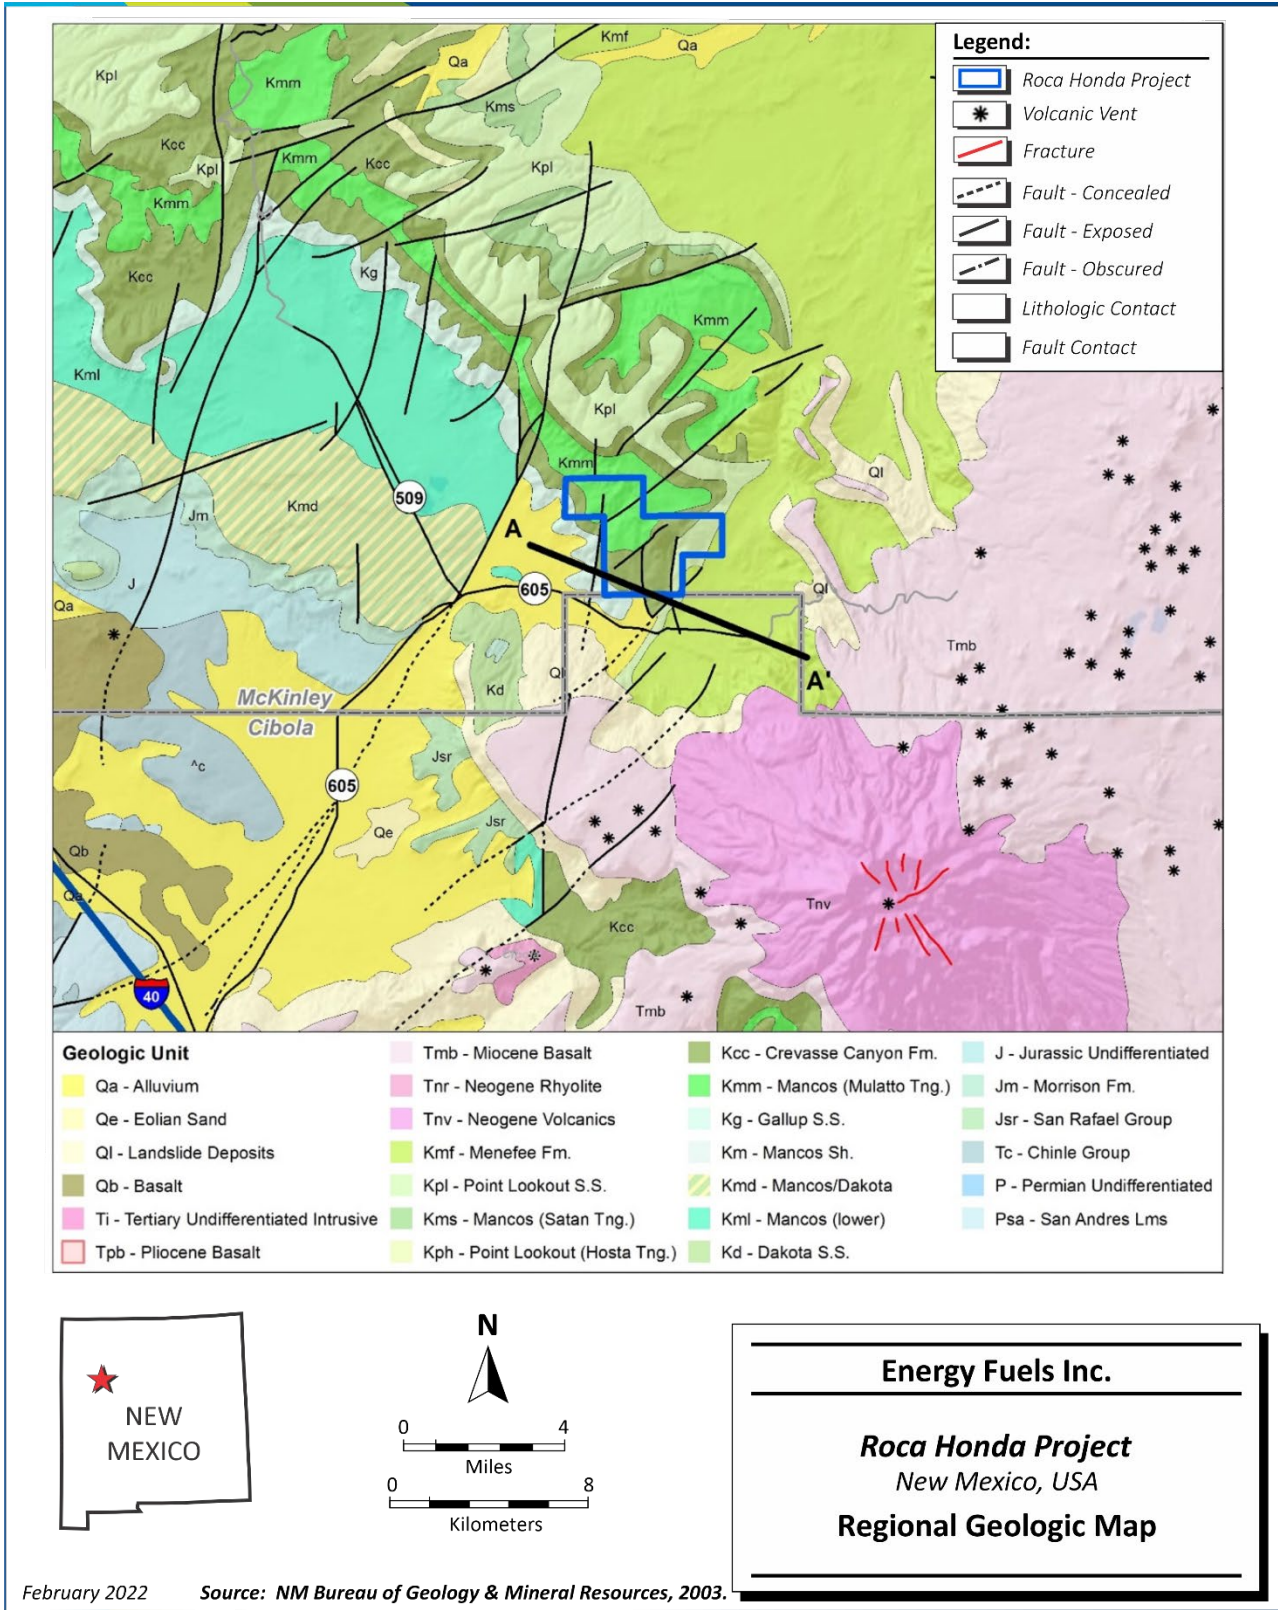 Kmf
Qa
Qa
Kpl
Kmm
Kms
Kcc
Kpl
Kmm
Kcc
Kpl
Kmm
Kcc
Kg
Kmm
Kml
Kpl
Kmm
Ql
509
Kmd
Jm
A
J
605
Ql
Qa
Tmb
Kd
Ql
A'
McKinley
Cibola
^c
Jsr
605
Qe
Jsr
Qb
Qa
Tnv
Kcc
40
Tmb
Legend:
Roca Honda Project
Volcanic Vent
Fracture
Fault - Concealed
Fault - Exposed
Fault - Obscured
Lithologic Contact
Fault Contact
Geologic Unit
Qa - Alluvium
Qe - Eolian Sand
Ql - Landslide Deposits
Qb - Basalt
Ti - Tertiary Undifferentiated Intrusive
Tpb - Pliocene Basalt
Tmb - Miocene Basalt
Tnr - Neogene Rhyolite
Tnv - Neogene Volcanics
Kmf - Menefee Fm.
Kpl - Point Lookout S.S.
Kms - Mancos (Satan Tng.)
Kph - Point Lookout (Hosta Tng.)
Kcc - Crevasse Canyon Fm.
Kmm - Mancos (Mulatto Tng.)
Kg - Gallup S.S.
Km - Mancos Sh.
Kmd - Mancos/Dakota
Kml - Mancos (lower)
Kd - Dakota S.S.
J - Jurassic Undifferentiated
Jm - Morrison Fm.
Jsr - San Rafael Group
Tc - Chinle Group
P - Permian Undifferentiated
Psa - San Andres Lms
NEW
MEXICO
N
0 4
Miles
0 8
Kilometers
Energy Fuels Inc.
Roca Honda Project
New Mexico, USA
Regional Geologic Map
February 2022
Source: NM Bureau of Geology & Mineral Resources, 2003.